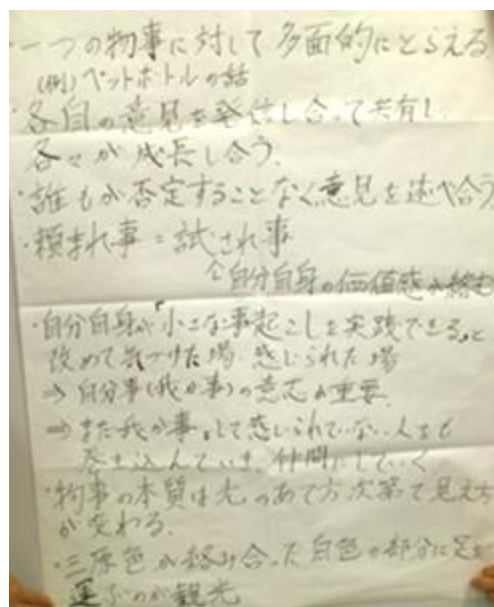 ・一つの物事に対して多面的にとらえる
(例)ペットボトルの話
・各自の意見を発信し合って共有し
各々が成長し合う.
・誰もが否定することなく意見を述べ合う
・頼まれ事=試され事
自分自身の価値感が絡む
・自分自身が「小さな事起こしを実践できる」と
改めて気づけた場 感じられた場
⇒ 自分事(我が事)の意志が重要.
⇒ まだ我が事として感じられていない人をも
巻き込んでいき 仲間にしていく
・物事の本質は光のあて方次第で見え方
が変わる.
・三原色が絡み合った白色の部分に足を
運ぶのが観光